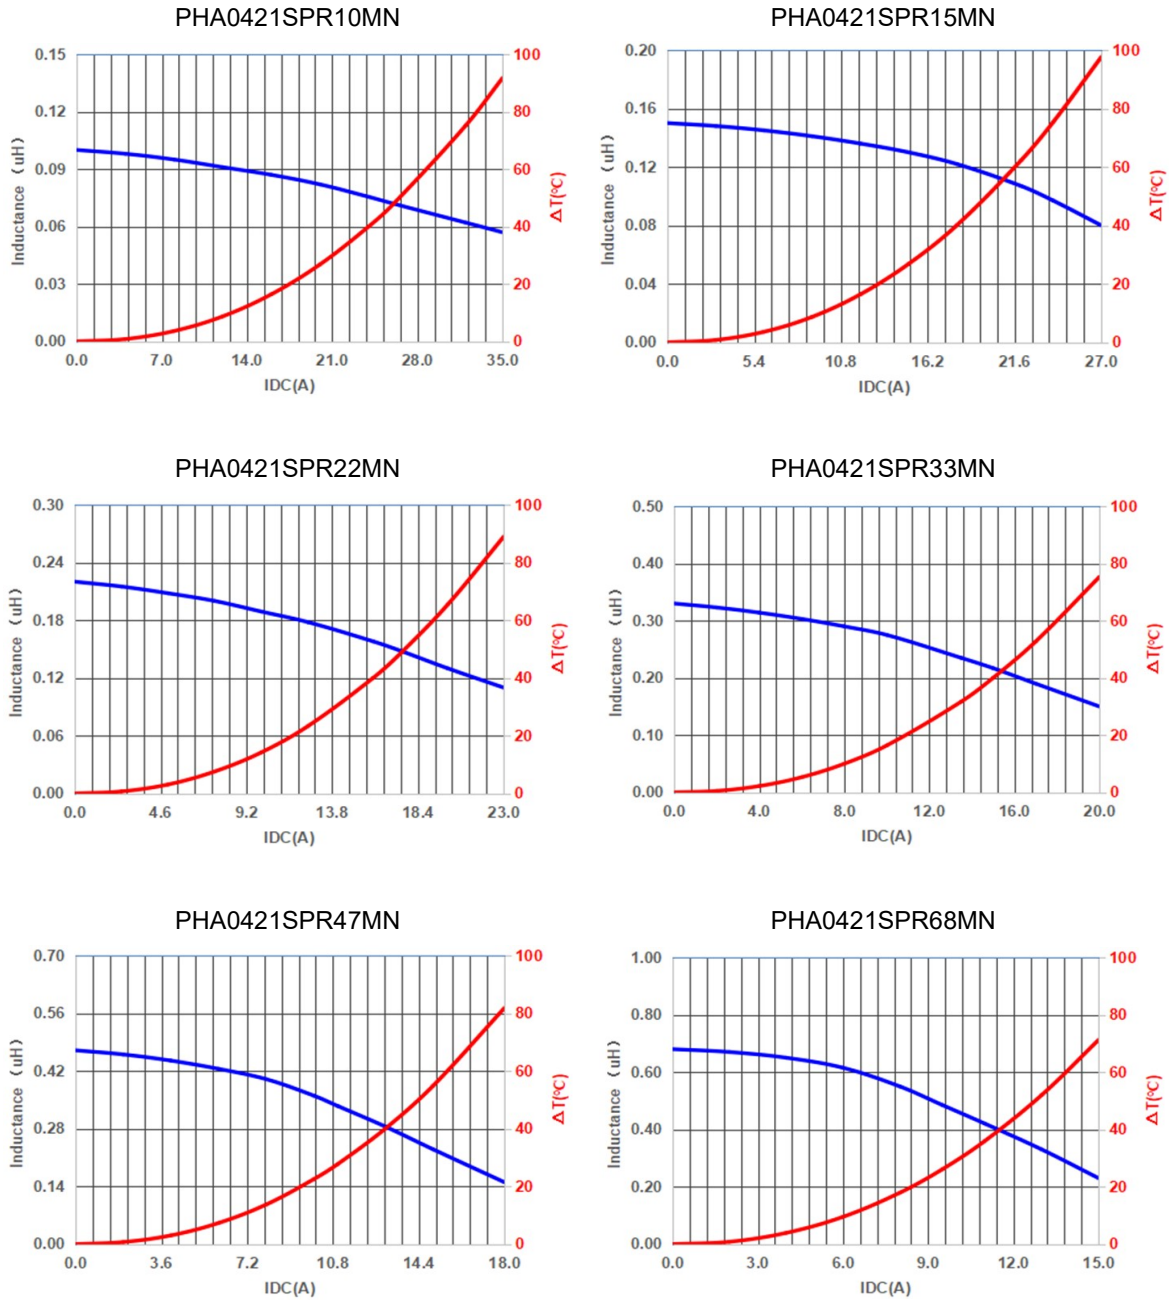 PHA0421SPR10MN
0.15
0.12
0.09
0.06
0.03
0.00
Inductance（uH）
100
80
60
40
20
0
ΔT(℃)
0.0 7.0 14.0 21.0 28.0 35.0
IDC(A)
PHA0421SPR15MN
0.20
0.16
0.12
0.08
0.04
0.00
Inductance（uH）
100
80
60
40
20
0
ΔT(℃)
0.0 5.4 10.8 16.2 21.6 27.0
IDC(A)
PHA0421SPR22MN
0.30
0.24
0.18
0.12
0.06
0.00
Inductance（uH）
100
80
60
40
20
0
ΔT(℃)
0.0 4.6 9.2 13.8 18.4 23.0
IDC(A)
PHA0421SPR33MN
0.50
0.40
0.30
0.20
0.10
0.00
Inductance（uH）
100
80
60
40
20
0
ΔT(℃)
0.0 4.0 8.0 12.0 16.0 20.0
IDC(A)
PHA0421SPR47MN
0.70
0.56
0.42
0.28
0.14
0.00
Inductance（uH）
100
80
60
40
20
0
ΔT(℃)
0.0 3.6 7.2 10.8 14.4 18.0
IDC(A)
PHA0421SPR68MN
1.00
0.80
0.60
0.40
0.20
0.00
Inductance（uH）
100
80
60
40
20
0
ΔT(℃)
0.0 3.0 6.0 9.0 12.0 15.0
IDC(A)